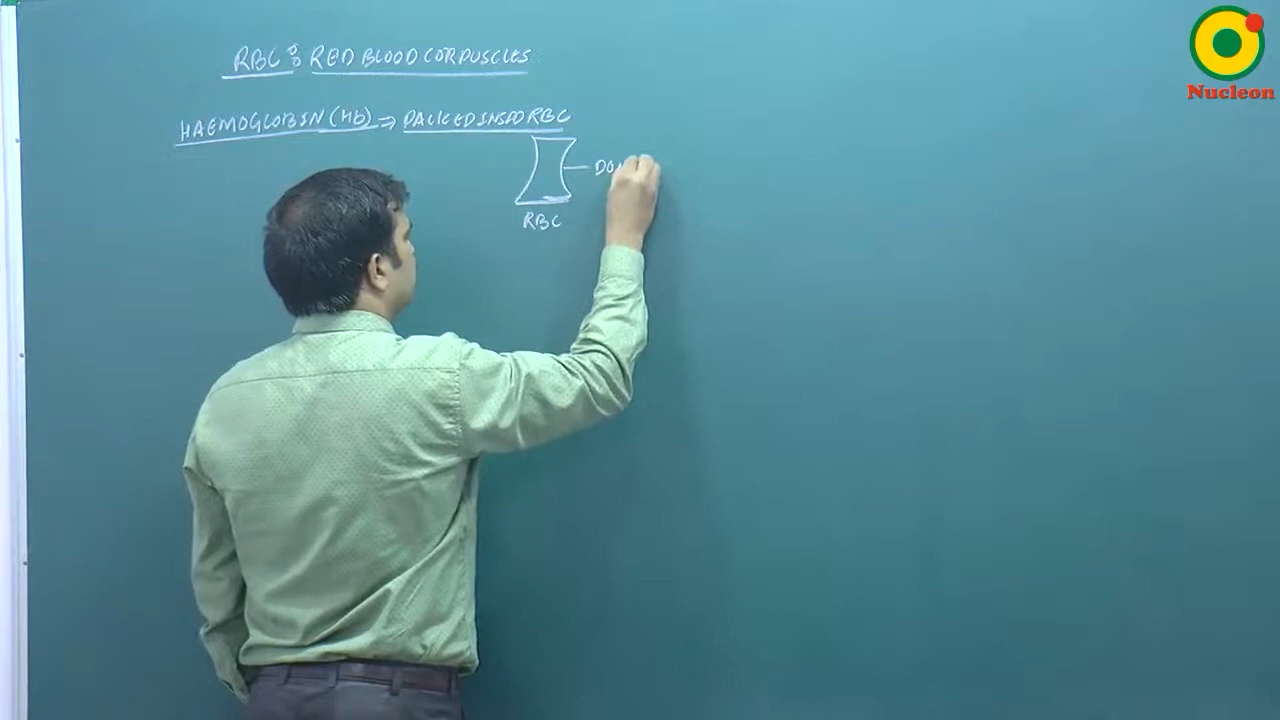 RBC : RED BLOOD CORPUSCLES
HAEMOGLOBIN (Hb) → PACKED INSIDE RBC
RBC
Nucleon